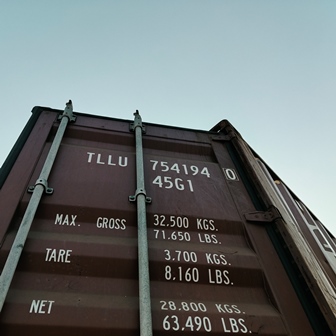 TLLU 754194 0
45G1
MAX. GROSS 32.500 KGS.
71.650 LBS.
TARE 3.700 KGS.
8.160 LBS.
NET 28.800 KGS.
63,490 LBS.